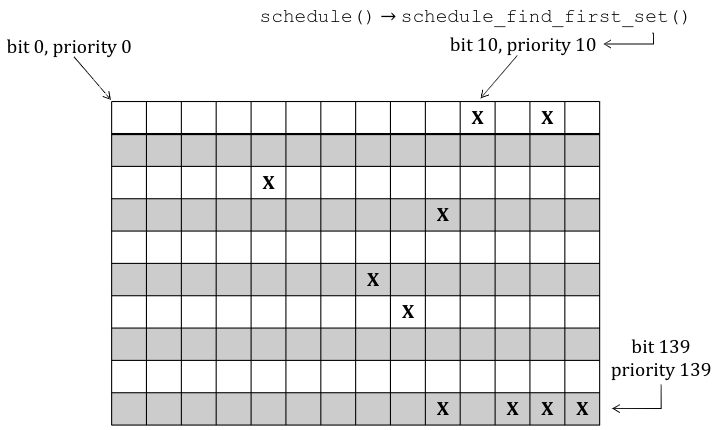 schedule() → schedule_find_first_set()
bit 0, priority 0
bit 10, priority 10
X X
X
X
X
X
bit 139
priority 139
X X X X